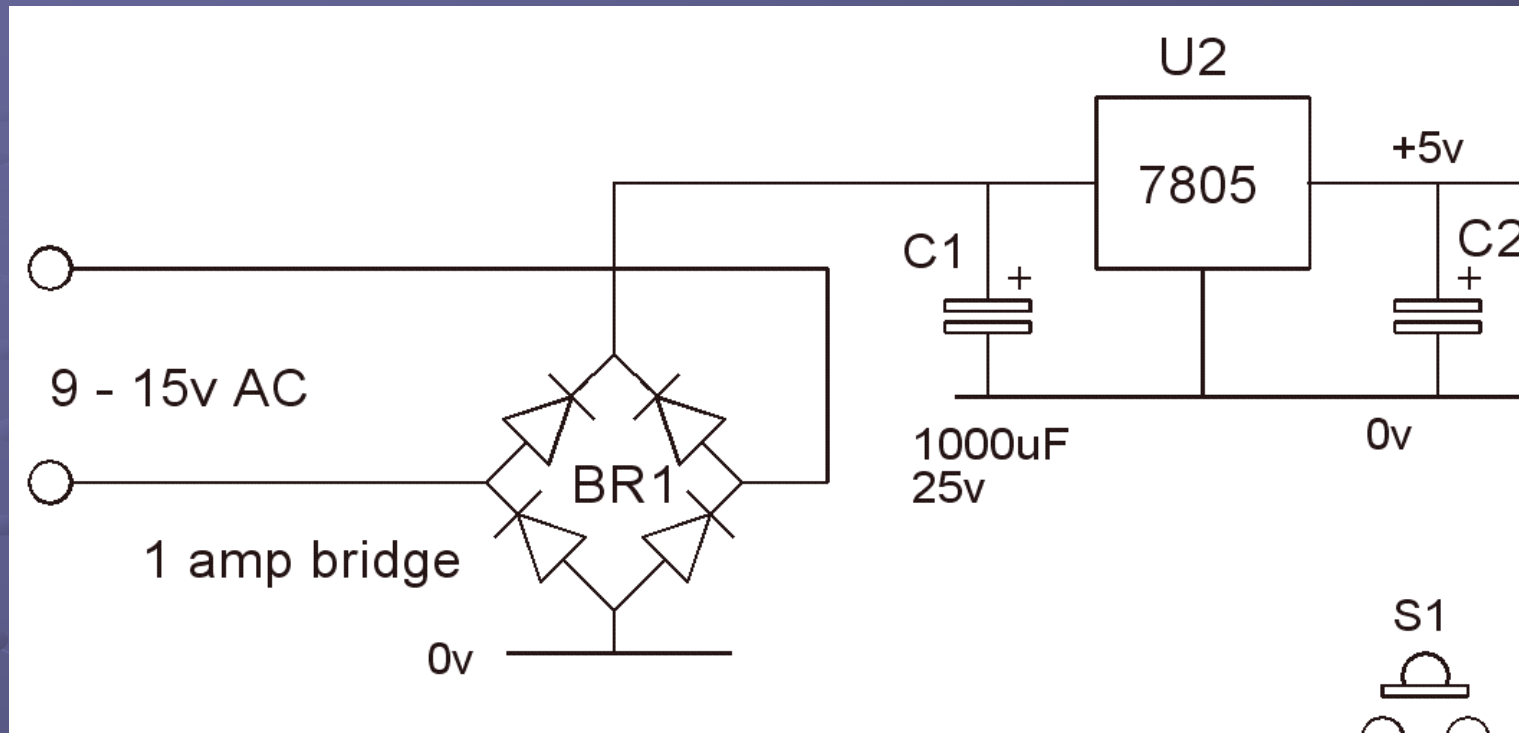 U2
7805
+5v
C1
+
C2
+
9 - 15v AC
1000uF
25v
0v
BR1
1 amp bridge
0v
S1